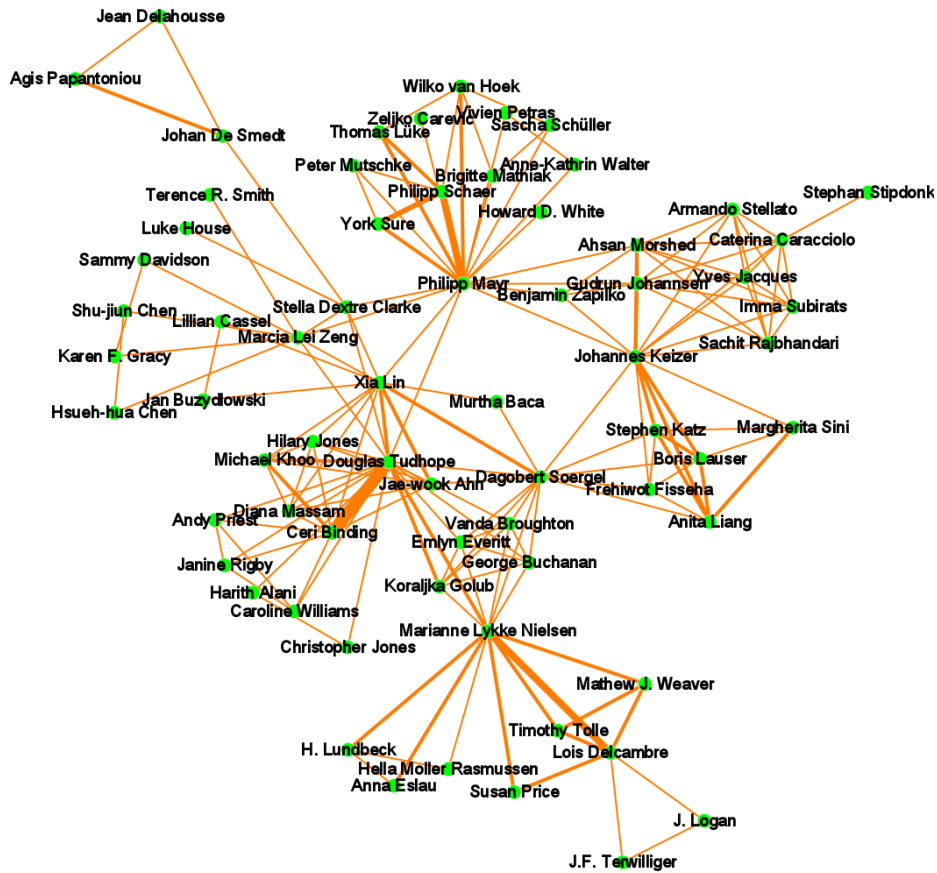 Jean Delahousse
Agis Papantoniou
Wilko van Hoek
Zeljko Carevic
Vivien Petras
Thomas Lüke
Sascha Schüller
Johan De Smedt
Peter Mutschke
Anne-Kathrin Walter
Brigitte Mathiak
Philipp Schaer
Terence R. Smith
Stephan Stipdonk
Armando Stellato
Howard D. White
York Sure
Luke House
Ahsan Morshed
Caterina Caracciolo
Sammy Davidson
Philipp Mayr
Gudrun Johannsen
Yves Jacques
Benjamin Zapilko
Stella Dextre Clarke
Imma Subirats
Shu-jiun Chen
Lillian Cassel
Marcia Lei Zeng
Sachit Rajbhandari
Karen F. Gracy
Johannes Keizer
Xia Lin
Jan Buzydlowski
Murtha Baca
Hsueh-hua Chen
Stephen Katz
Margherita Sini
Hilary Jones
Michael Khoo
Douglas Tudhope
Boris Lauser
Dagobert Soergel
Jae-wook Ahn
Frehiwot Fisseha
Diana Massam
Andy Priest
Anita Liang
Vanda Broughton
Ceri Binding
Emlyn Everitt
George Buchanan
Janine Rigby
Koraljka Golub
Harith Alani
Caroline Williams
Marianne Lykke Nielsen
Christopher Jones
Mathew J. Weaver
Timothy Tolle
H. Lundbeck
Lois Delcambre
Hella Moller Rasmussen
Anna Eslau
Susan Price
J. Logan
J.F. Terwilliger